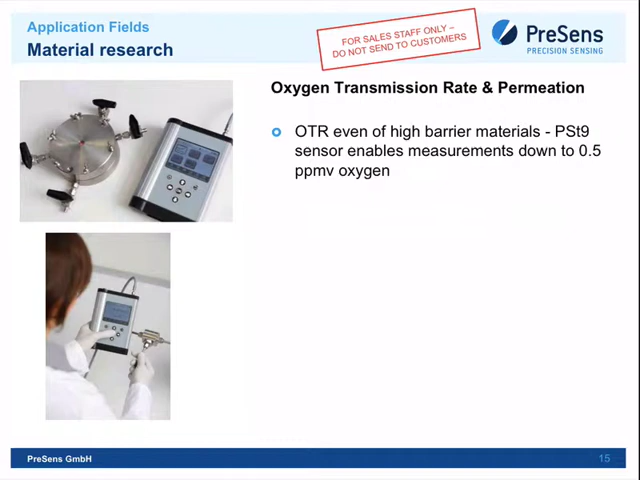 Application Fields
Material research
FOR SALES STAFF ONLY –
DO NOT SEND TO CUSTOMERS
PreSens
PRECISION SENSING
Oxygen Transmission Rate & Permeation
OTR even of high barrier materials - PSt9
sensor enables measurements down to 0.5
ppmv oxygen
PreSens GmbH
15